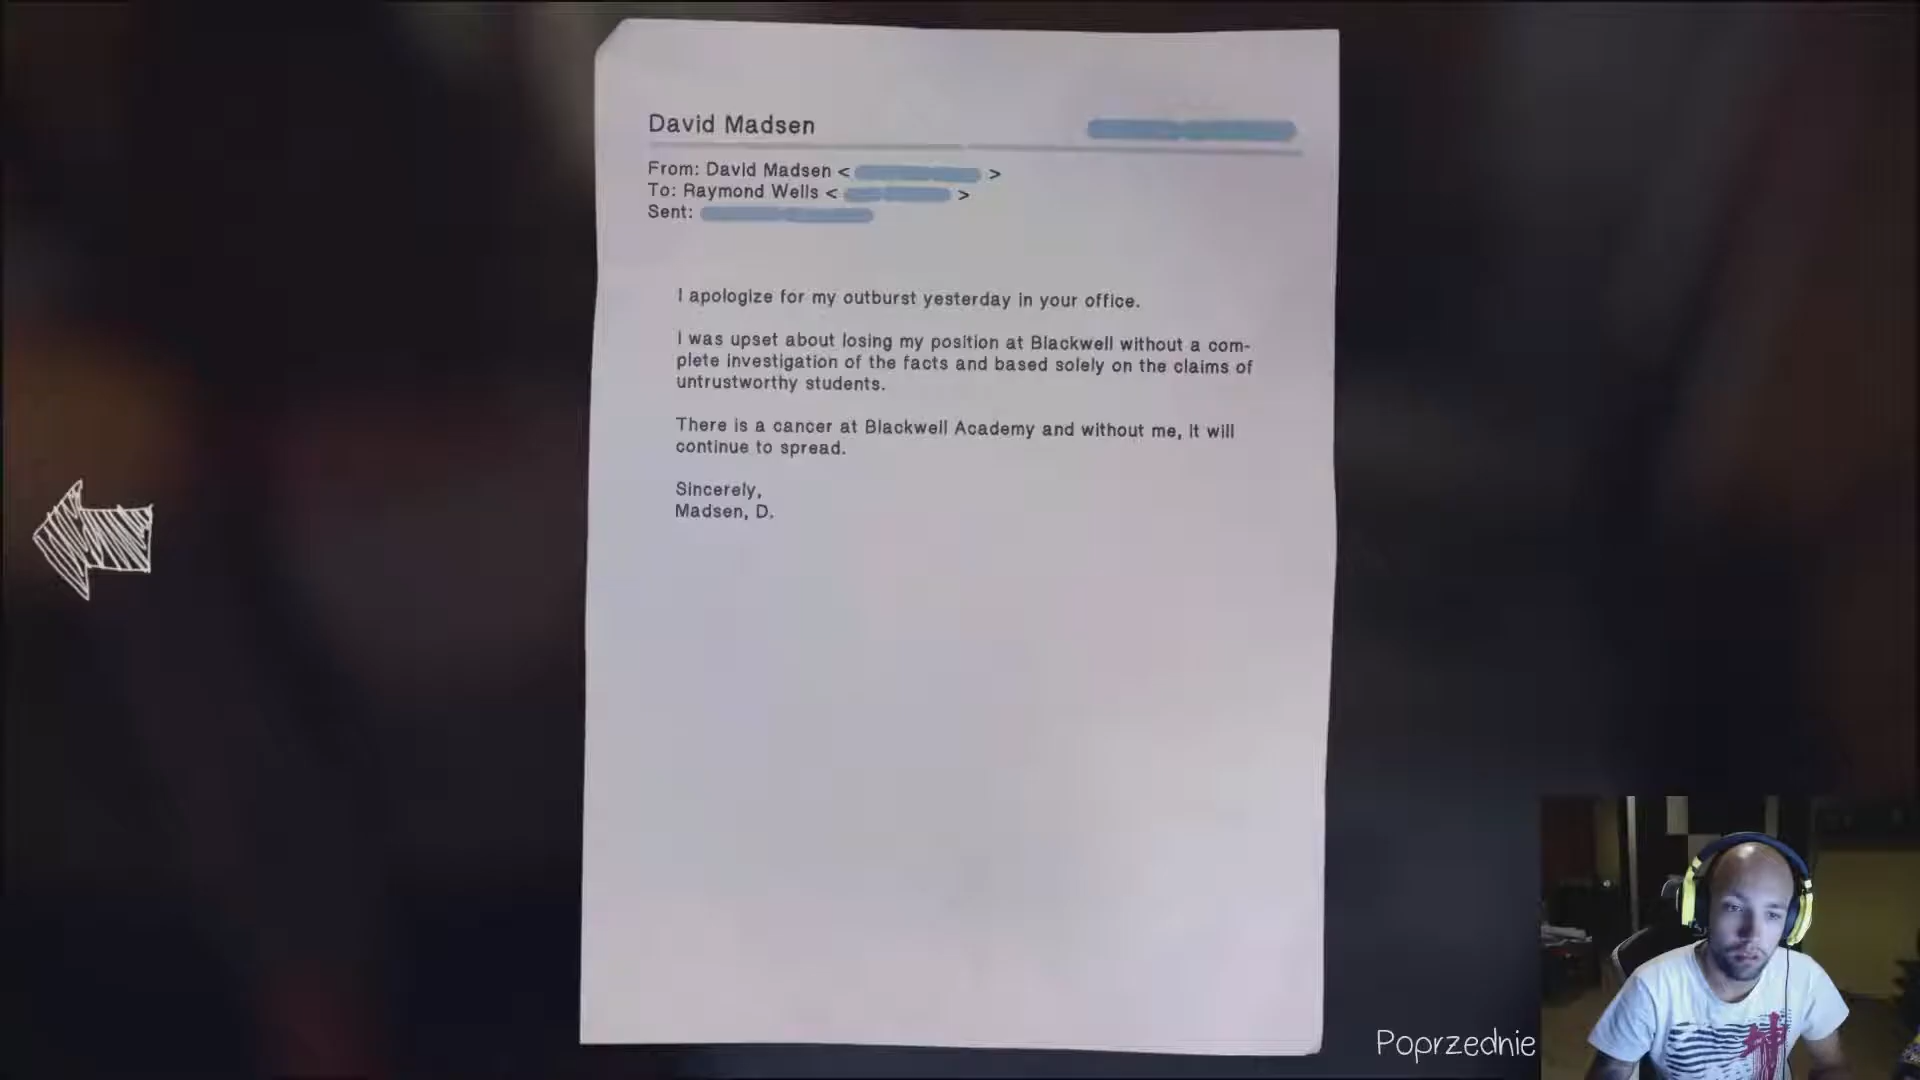 David Madsen
From: David Madsen < >
To: Raymond Wells < >
Sent:
I apologize for my outburst yesterday in your office.
I was upset about losing my position at Blackwell without a com-
plete investigation of the facts and based solely on the claims of
untrustworthy students.
There is a cancer at Blackwell Academy and without me, it will
continue to spread.
Sincerely,
Madsen, D.
Poprzednie
坤